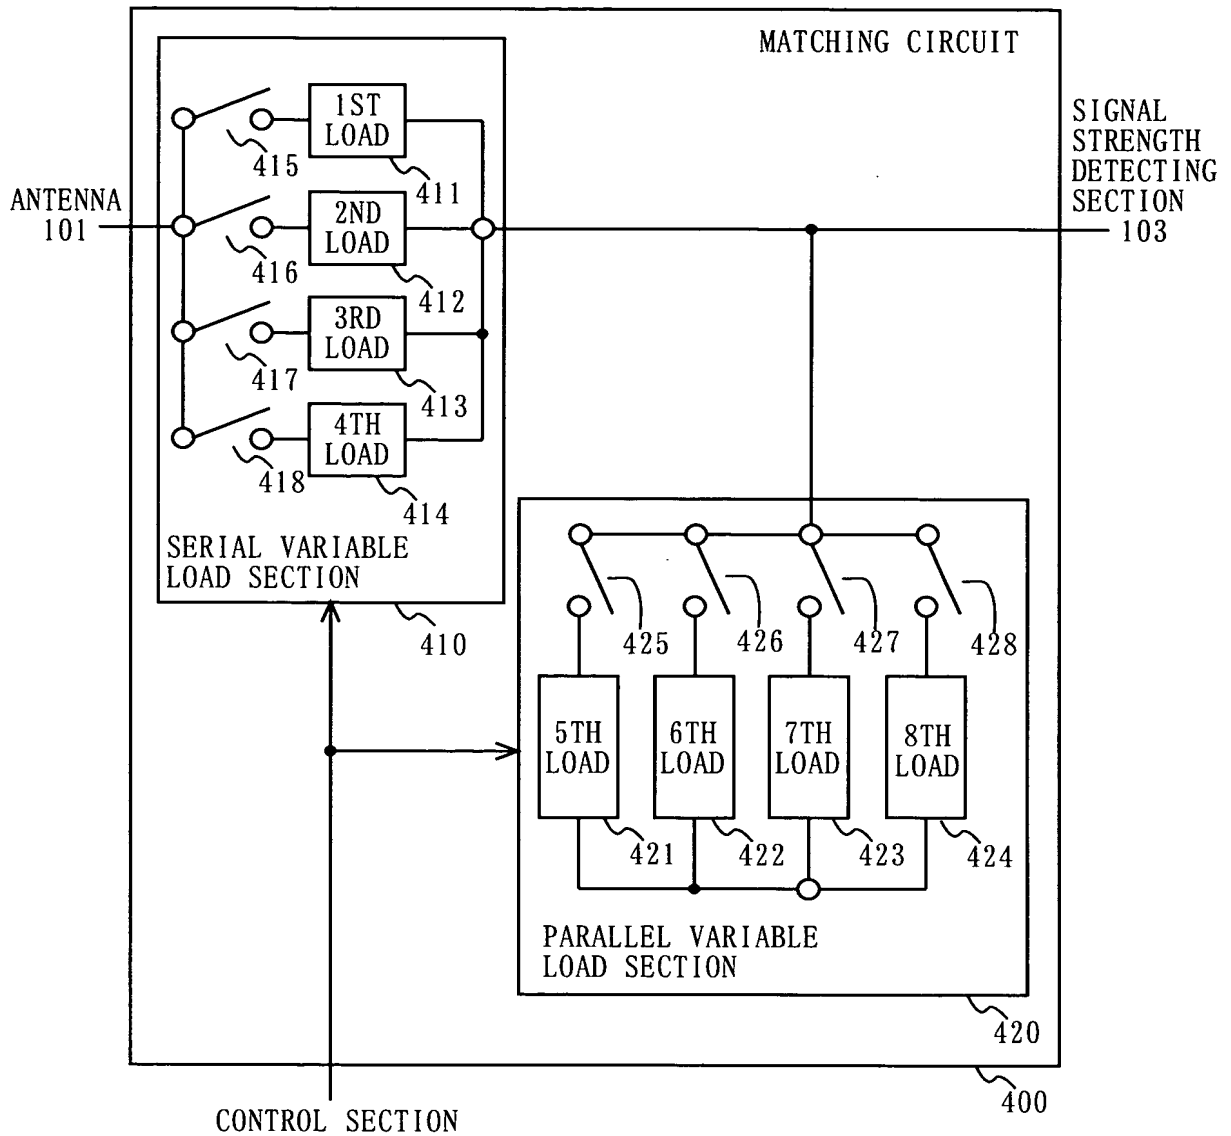 MATCHING CIRCUIT
SIGNAL
STRENGTH
DETECTING
SECTION
103
ANTENNA
101
1ST
LOAD
415
411
2ND
LOAD
416
412
3RD
LOAD
417
413
4TH
LOAD
418
414
SERIAL VARIABLE
LOAD SECTION
410
425
426
427
428
5TH
LOAD
6TH
LOAD
7TH
LOAD
8TH
LOAD
421
422
423
424
PARALLEL VARIABLE
LOAD SECTION
420
400
CONTROL SECTION